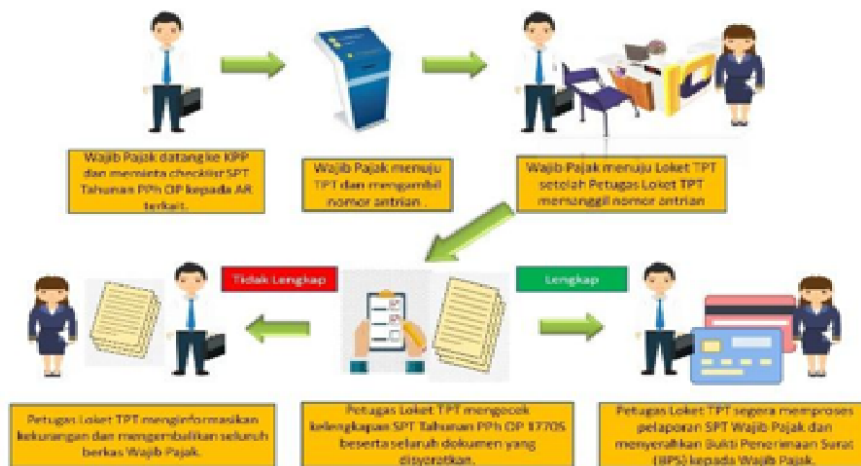 Wajib Pajak datang ke KPP
dan meminta checklist SPT
Tahunan PPh OP kepada AR
terkait.
Wajib Pajak menuju
TPT dan mengambil
nomor antrian .
Wajib Pajak menuju Loket TPT
setelah Petugas Loket TPT
memanggil nomor antrian
Tidak Lengkap
Lengkap
Petugas Loket TPT menginformasikan
kekurangan dan mengembalikan seluruh
berkas Wajib Pajak.
Petugas Loket TPT mengecek
kelengkapan SPT Tahunan PPh OP 1770S
beserta seluruh dokumen yang
disyaratkan.
Petugas Loket TPT segera memproses
pelaporan SPT Wajib Pajak dan
menyerahkan Bukti Penerimaan Surat
(BPS) kepada Wajib Pajak.